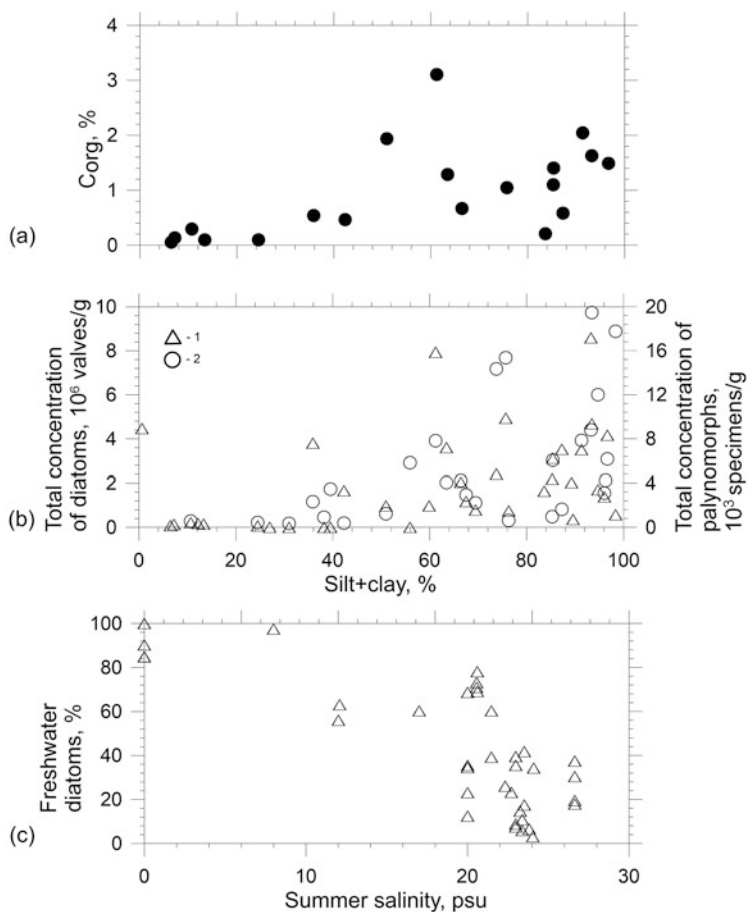 4
3
2
1
0
Corg, %
(a)
10
8
6
4
2
0
20
16
12
8
4
0
- 1
- 2
Total concentration
of diatoms, 10⁶ valves/g
Total concentration of
palynomorphs,
10³ specimens/g
(b)
0 20 40 60 80 100
Silt+clay, %
100
80
60
40
20
0
Freshwater
diatoms, %
(c)
0 10 20 30
Summer salinity, psu